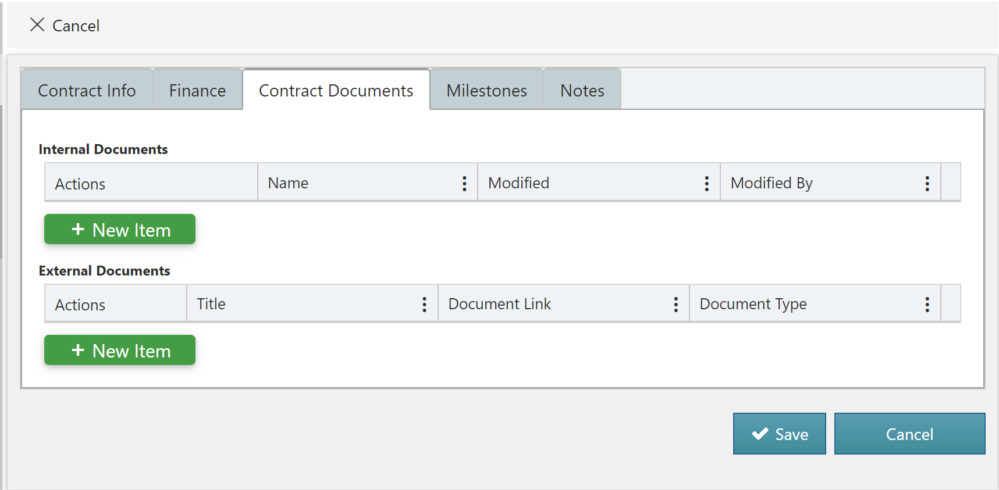 Cancel
Contract Info Finance Contract Documents Milestones Notes
Internal Documents
Actions Name Modified Modified By
+ New Item
External Documents
Actions Title Document Link Document Type
+ New Item
Save Cancel